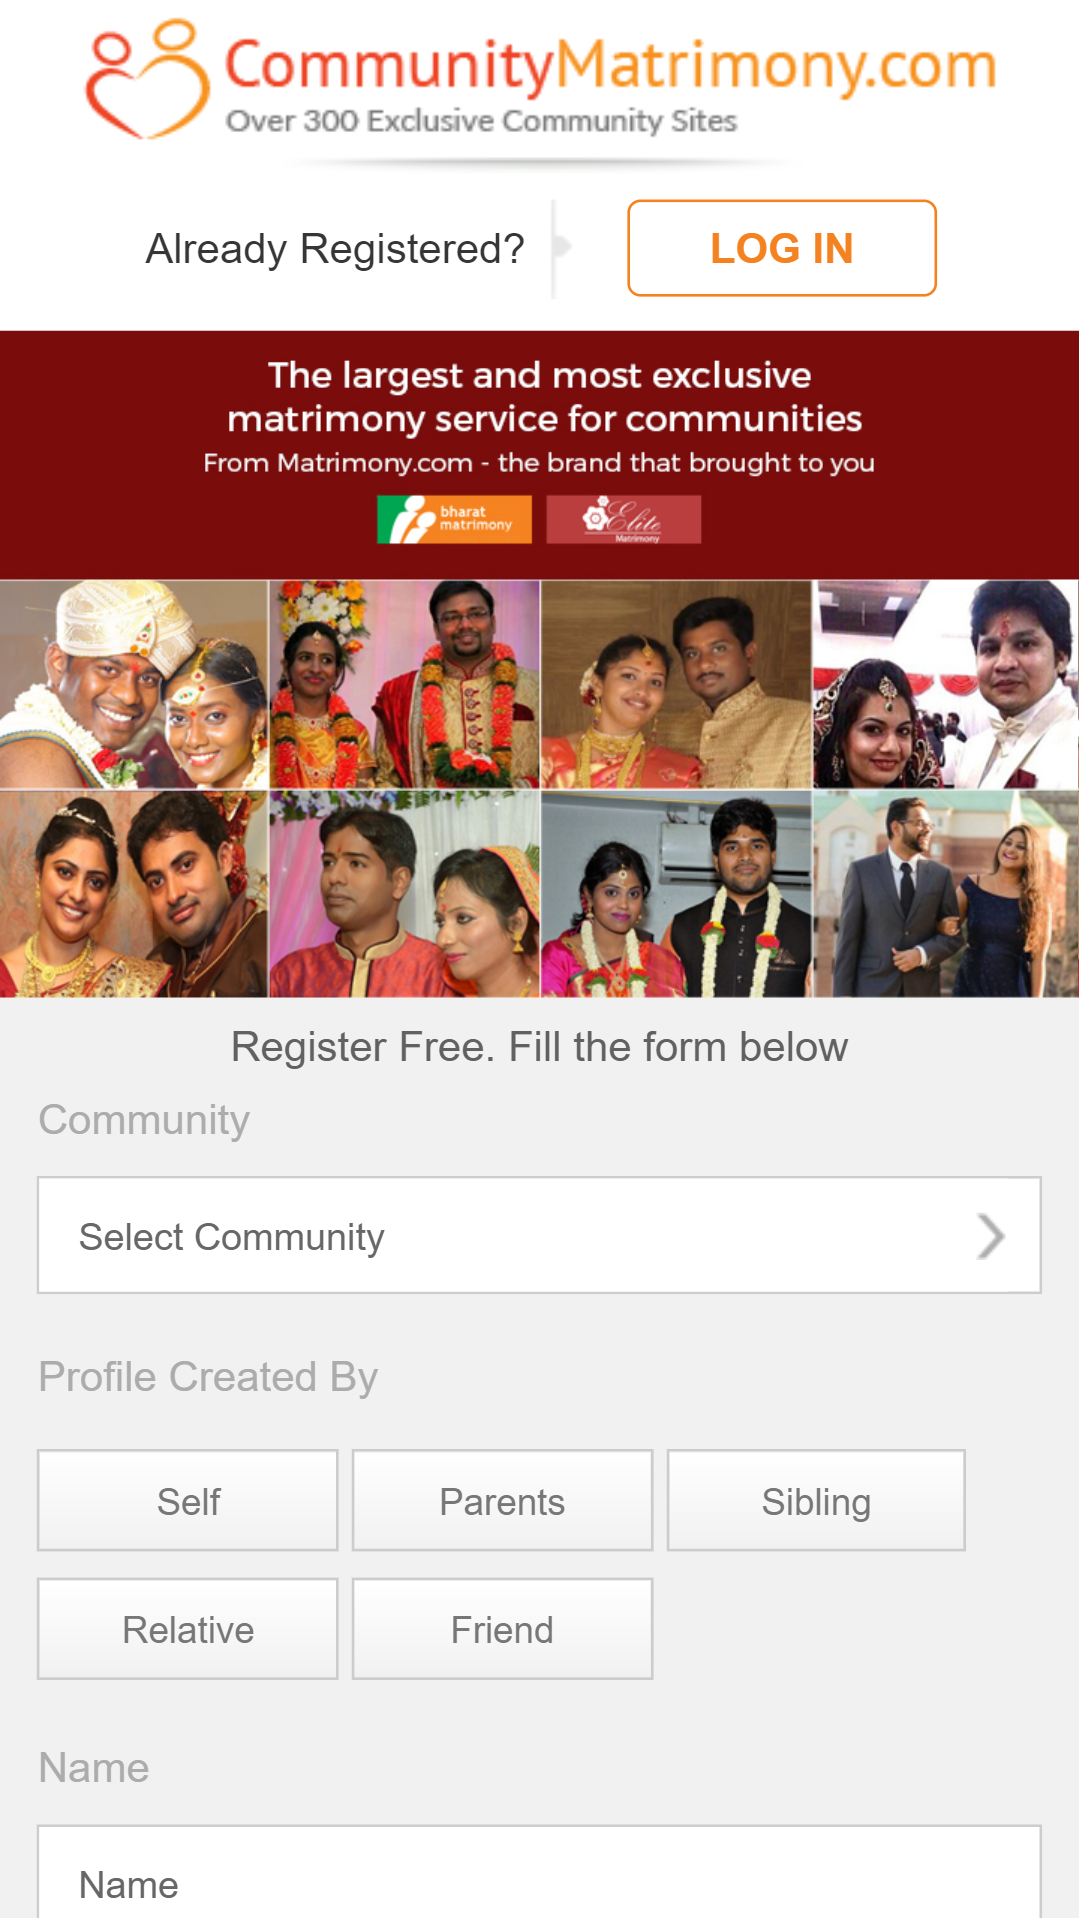 CommunityMatrimony.com
Over 300 Exclusive Community Sites
Already Registered?
LOG IN
The largest and most exclusive
matrimony service for communities
From Matrimony.com - the brand that brought to you
bharat
matrimony
Elite
Matrimony
Register Free. Fill the form below
Community
Select Community
Profile Created By
Self
Parents
Sibling
Relative
Friend
Name
Name